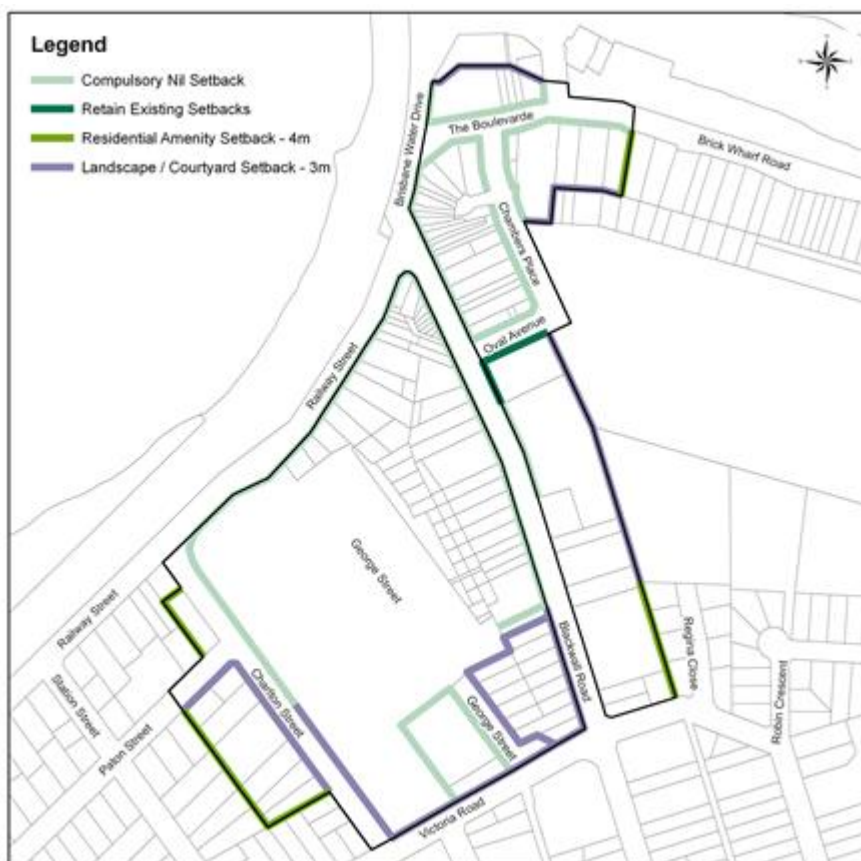 Legend
Compulsory Nil Setback
Retain Existing Setbacks
Residential Amenity Setback - 4m
Landscape / Courtyard Setback - 3m
Brisbane Water Drive
The Boulevarde
Brick Wharf Road
Chambers Place
Oval Avenue
Railway Street
George Street
Railway Street
Station Street
Paton Street
Charlton Street
George Street
Blackwall Road
Regina Close
Robin Crescent
Victoria Road